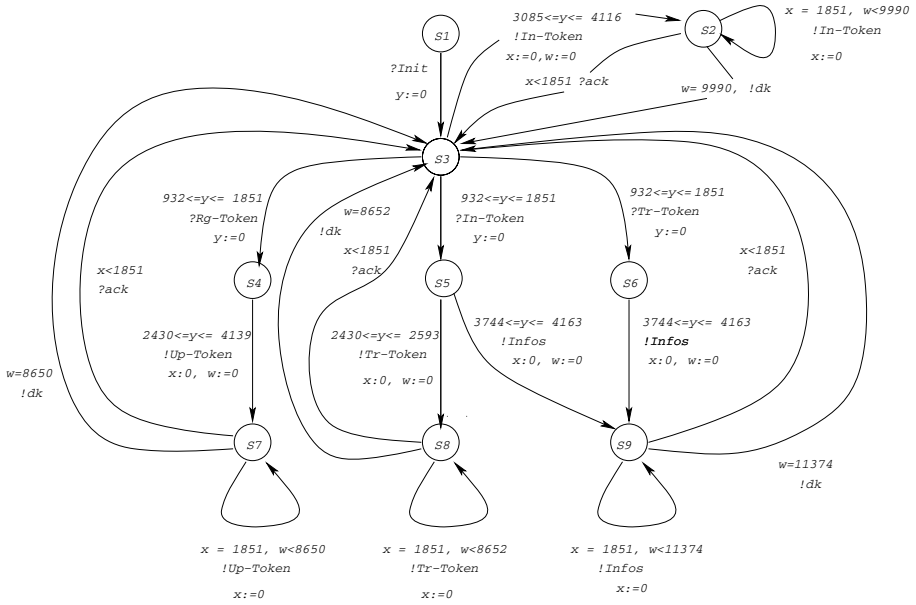 x = 1851, w<9990
!In-Token
x:=0
3085<=y<= 4116
!In-Token
x:=0,w:=0
S1
S2
?Init
y:=0
x<1851 ?ack
w= 9990, !dk
S3
932<=y<= 1851
?Rg-Token
y:=0
w=8652
!dk
x<1851
?ack
932<=y<=1851
?In-Token
y:=0
932<=y<=1851
?Tr-Token
y:=0
x<1851
?ack
x<1851
?ack
S4
S5
S6
2430<=y<= 4139
!Up-Token
x:0, w:=0
2430<=y<= 2593
!Tr-Token
x:0, w:=0
3744<=y<= 4163
!Infos
x:0, w:=0
3744<=y<= 4163
!Infos
x:0, w:=0
w=8650
!dk
S7
S8
S9
w=11374
!dk
x = 1851, w<8650
!Up-Token
x:=0
x = 1851, w<8652
!Tr-Token
x:=0
x = 1851, w<11374
!Infos
x:=0